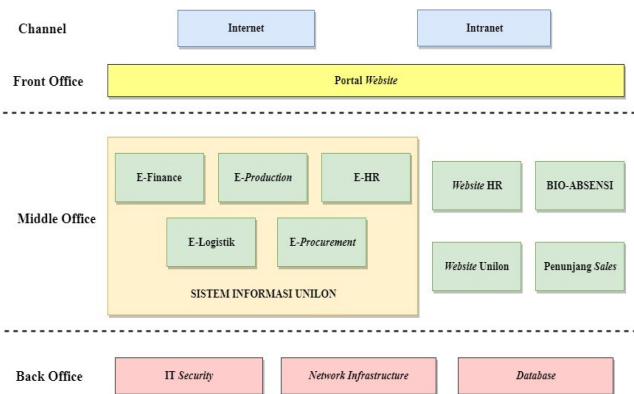 Channel
Internet
Intranet
Front Office
Portal Website
E-Finance
E-Production
E-HR
Website HR
BIO-ABSENSI
Middle Office
E-Logistik
E-Procurement
Website Unilon
Penunjang Sales
SISTEM INFORMASI UNILON
Back Office
IT Security
Network Infrastructure
Database